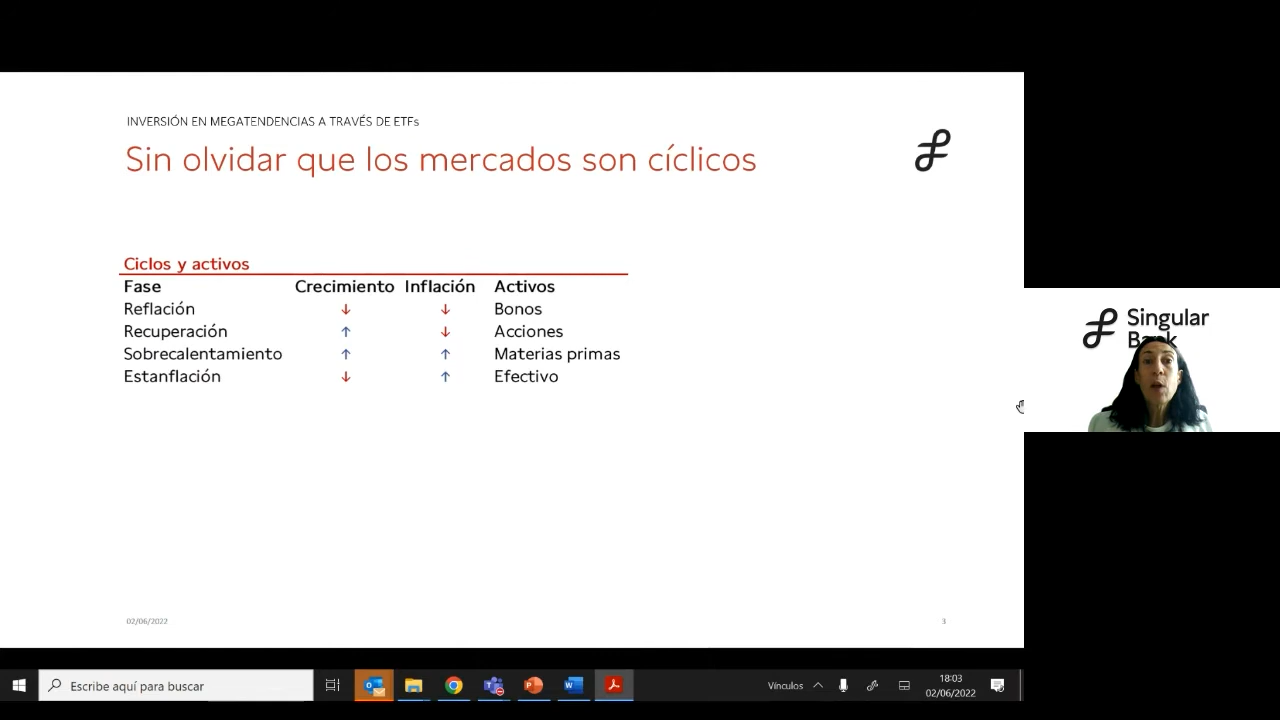 INVERSIÓN EN MEGATENDENCIAS A TRAVÉS DE ETFs
Sin olvidar que los mercados son cíclicos
Ciclos y activos
Fase Crecimiento Inflación Activos
Reflación ↓ ↓ Bonos
Recuperación ↑ ↓ Acciones
Sobrecalentamiento ↑ ↑ Materias primas
Estanflación ↓ ↑ Efectivo
02/06/2022 3
Singular
Bank
Escribe aquí para buscar
Vínculos
18:03
02/06/2022